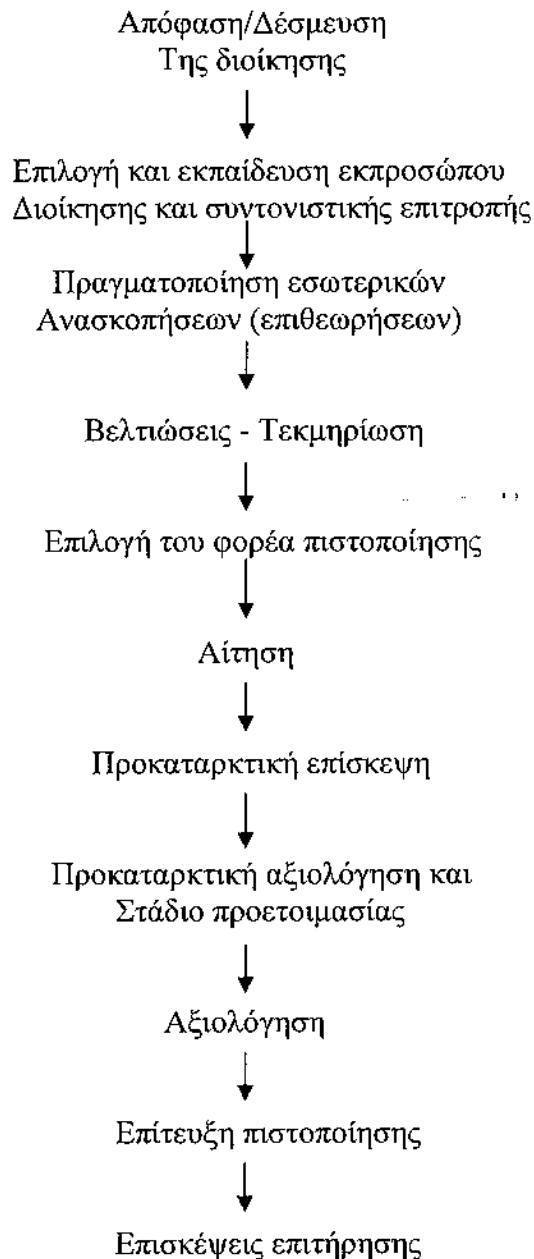 Απόφαση/Δέσμευση
Της διοίκησης
Επιλογή και εκπαίδευση εκπροσώπου
Διοίκησης και συντονιστικής επιτροπής
Πραγματοποίηση εσωτερικών
Ανασκοπήσεων (επιθεωρήσεων)
Βελτιώσεις - Τεκμηρίωση
Επιλογή του φορέα πιστοποίησης
Αίτηση
Προκαταρκτική επίσκεψη
Προκαταρκτική αξιολόγηση και
Στάδιο προετοιμασίας
Αξιολόγηση
Επίτευξη πιστοποίησης
Επισκέψεις επιτήρησης